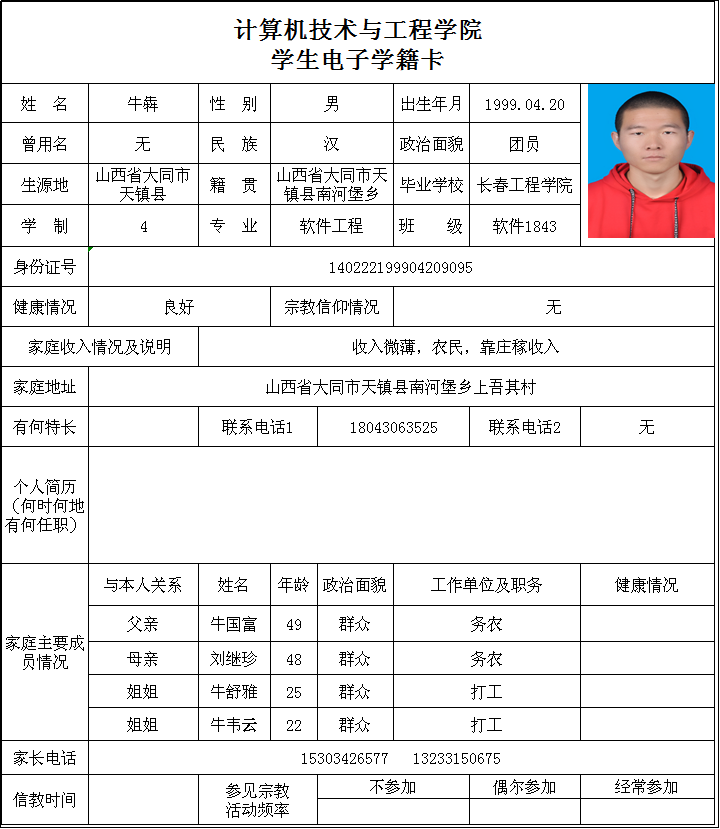 计算机技术与工程学院
学生电子学籍卡
姓 名 牛犇 性 别 男 出生年月 1999.04.20
曾用名 无 民 族 汉 政治面貌 团员
生源地 山西省大同市天镇县 籍 贯 山西省大同市天镇县南河堡乡 毕业学校 长春工程学院
学 制 4 专 业 软件工程 班 级 软件1843
身份证号 140222199904209095
健康情况 良好 宗教信仰情况 无
家庭收入情况及说明 收入微薄，农民，靠庄稼收入
家庭地址 山西省大同市天镇县南河堡乡上吾其村
有何特长 联系电话1 18043063525 联系电话2 无
个人简历
（何时何地
有何任职）
家庭主要成员情况
与本人关系 姓名 年龄 政治面貌 工作单位及职务 健康情况
父亲 牛国富 49 群众 务农
母亲 刘继珍 48 群众 务农
姐姐 牛舒雅 25 群众 打工
姐姐 牛韦云 22 群众 打工
家长电话 15303426577 13233150675
信教时间 参见宗教活动频率 不参加 偶尔参加 经常参加